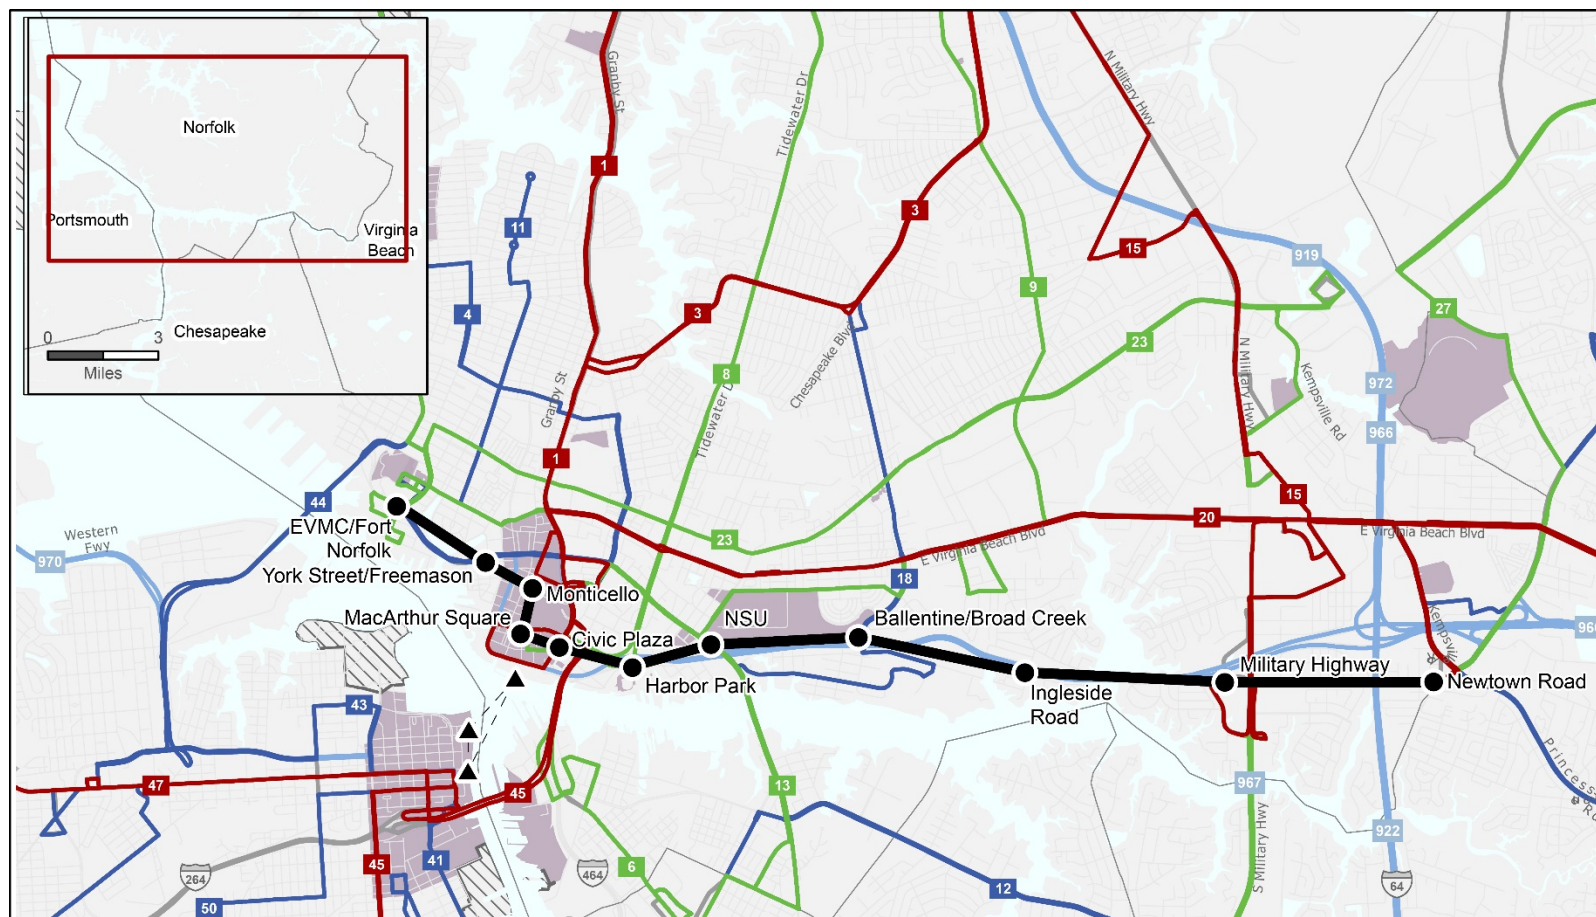 Norfolk
Portsmouth
Virginia
Beach
Chesapeake
0
3
Miles
Granby St
Tidewater Dr
N Military Hwy
1
3
11
15
919
9
27
4
3
23
N Military Hwy
Chesapeake Blvd
8
Kempsville Rd
972
Granby St
Tidewater D
966
1
44
15
20
Western
Fwy
EVMC/Fort
Norfolk
23
E Virginia Beach Blvd
E Virginia Beach Blvd
970
York Street/Freemason
18
Monticello
MacArthur Square
Civic Plaza
NSU
Ballentine/Broad Creek
Kempsville
960
Harbor Park
Ingleside
Road
Military Highway
Newtown Road
43
47
45
13
967
Princess
Rd
922
S Military Hwy
45
41
6
264
464
12
64
50